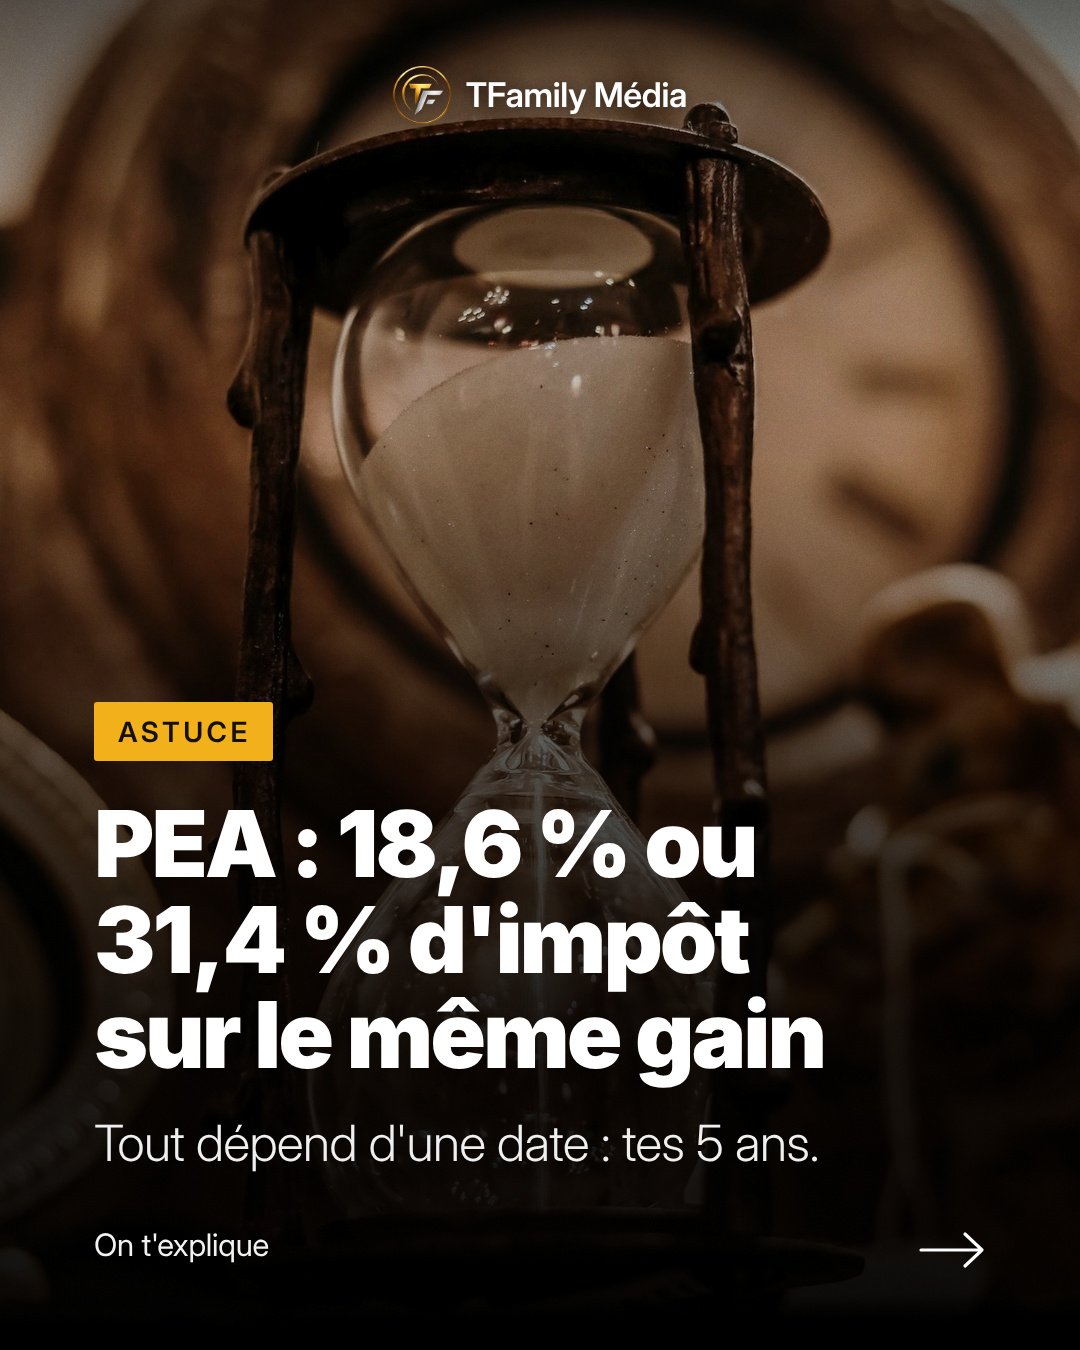 TFamily Média
ASTUCE
PEA : 18,6 % ou
31,4 % d'impôt
sur le même gain
Tout dépend d'une date : tes 5 ans.
On t'explique